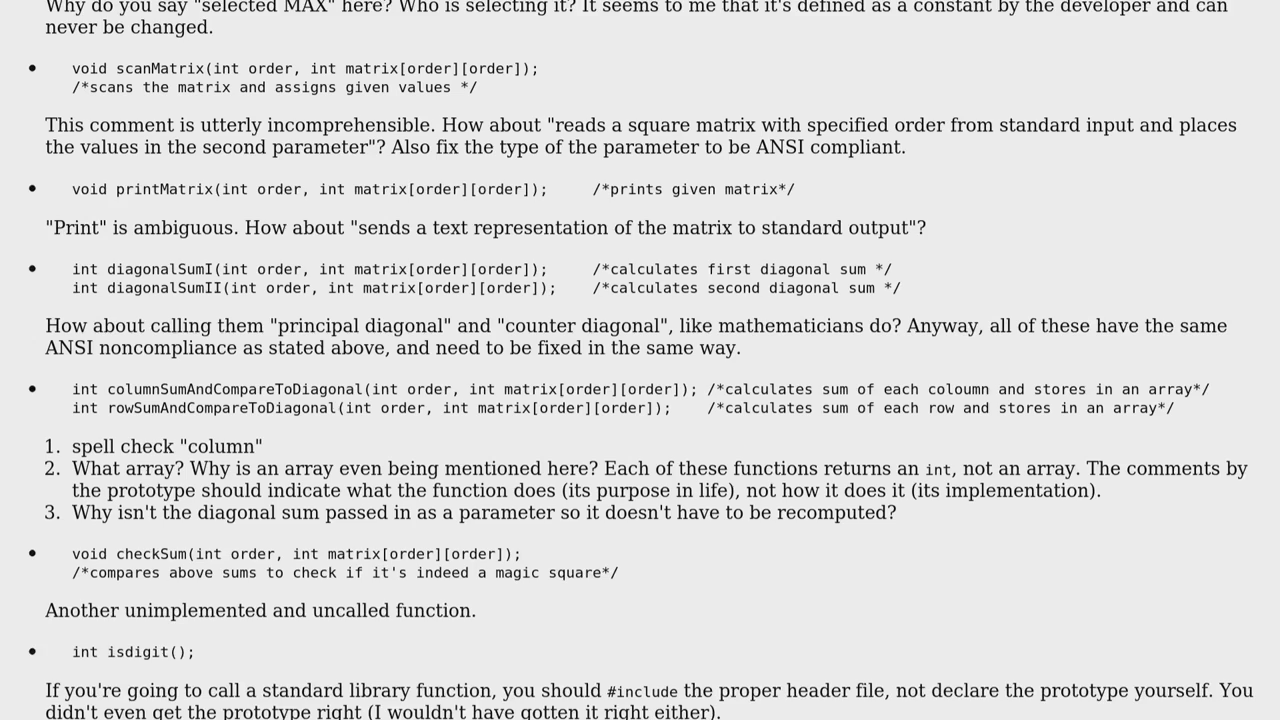 Why do you say "selected MAX" here? Who is selecting it? It seems to me that it's defined as a constant by the developer and can
never be changed.
• void scanMatrix(int order, int matrix[order][order]);
/*scans the matrix and assigns given values */
This comment is utterly incomprehensible. How about "reads a square matrix with specified order from standard input and places
the values in the second parameter"? Also fix the type of the parameter to be ANSI compliant.
• void printMatrix(int order, int matrix[order][order]);     /*prints given matrix*/
"Print" is ambiguous. How about "sends a text representation of the matrix to standard output"?
• int diagonalSumI(int order, int matrix[order][order]);     /*calculates first diagonal sum */
int diagonalSumII(int order, int matrix[order][order]);    /*calculates second diagonal sum */
How about calling them "principal diagonal" and "counter diagonal", like mathematicians do? Anyway, all of these have the same
ANSI noncompliance as stated above, and need to be fixed in the same way.
• int columnSumAndCompareToDiagonal(int order, int matrix[order][order]); /*calculates sum of each coloumn and stores in an array*/
int rowSumAndCompareToDiagonal(int order, int matrix[order][order]);    /*calculates sum of each row and stores in an array*/
1. spell check "column"
2. What array? Why is an array even being mentioned here? Each of these functions returns an int, not an array. The comments by
the prototype should indicate what the function does (its purpose in life), not how it does it (its implementation).
3. Why isn't the diagonal sum passed in as a parameter so it doesn't have to be recomputed?
• void checkSum(int order, int matrix[order][order]);
/*compares above sums to check if it's indeed a magic square*/
Another unimplemented and uncalled function.
• int isdigit();
If you're going to call a standard library function, you should #include the proper header file, not declare the prototype yourself. You
didn't even get the prototype right (I wouldn't have gotten it right either).